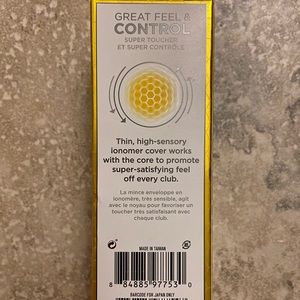 GREAT FEEL &
CONTROL
SUPER TOUCHER
ET SUPER CONTRÔLE
Thin, high-sensory
ionomer cover works
with the core to promote
super-satisfying feel
off every club.
La mince enveloppe en
ionomère, très sensible, agit
avec le noyau pour favoriser un
toucher très satisfaisant avec
chaque club.
MADE IN TAIWAN
8 84885 97753 0
BARCODE FOR JAPAN ONLY